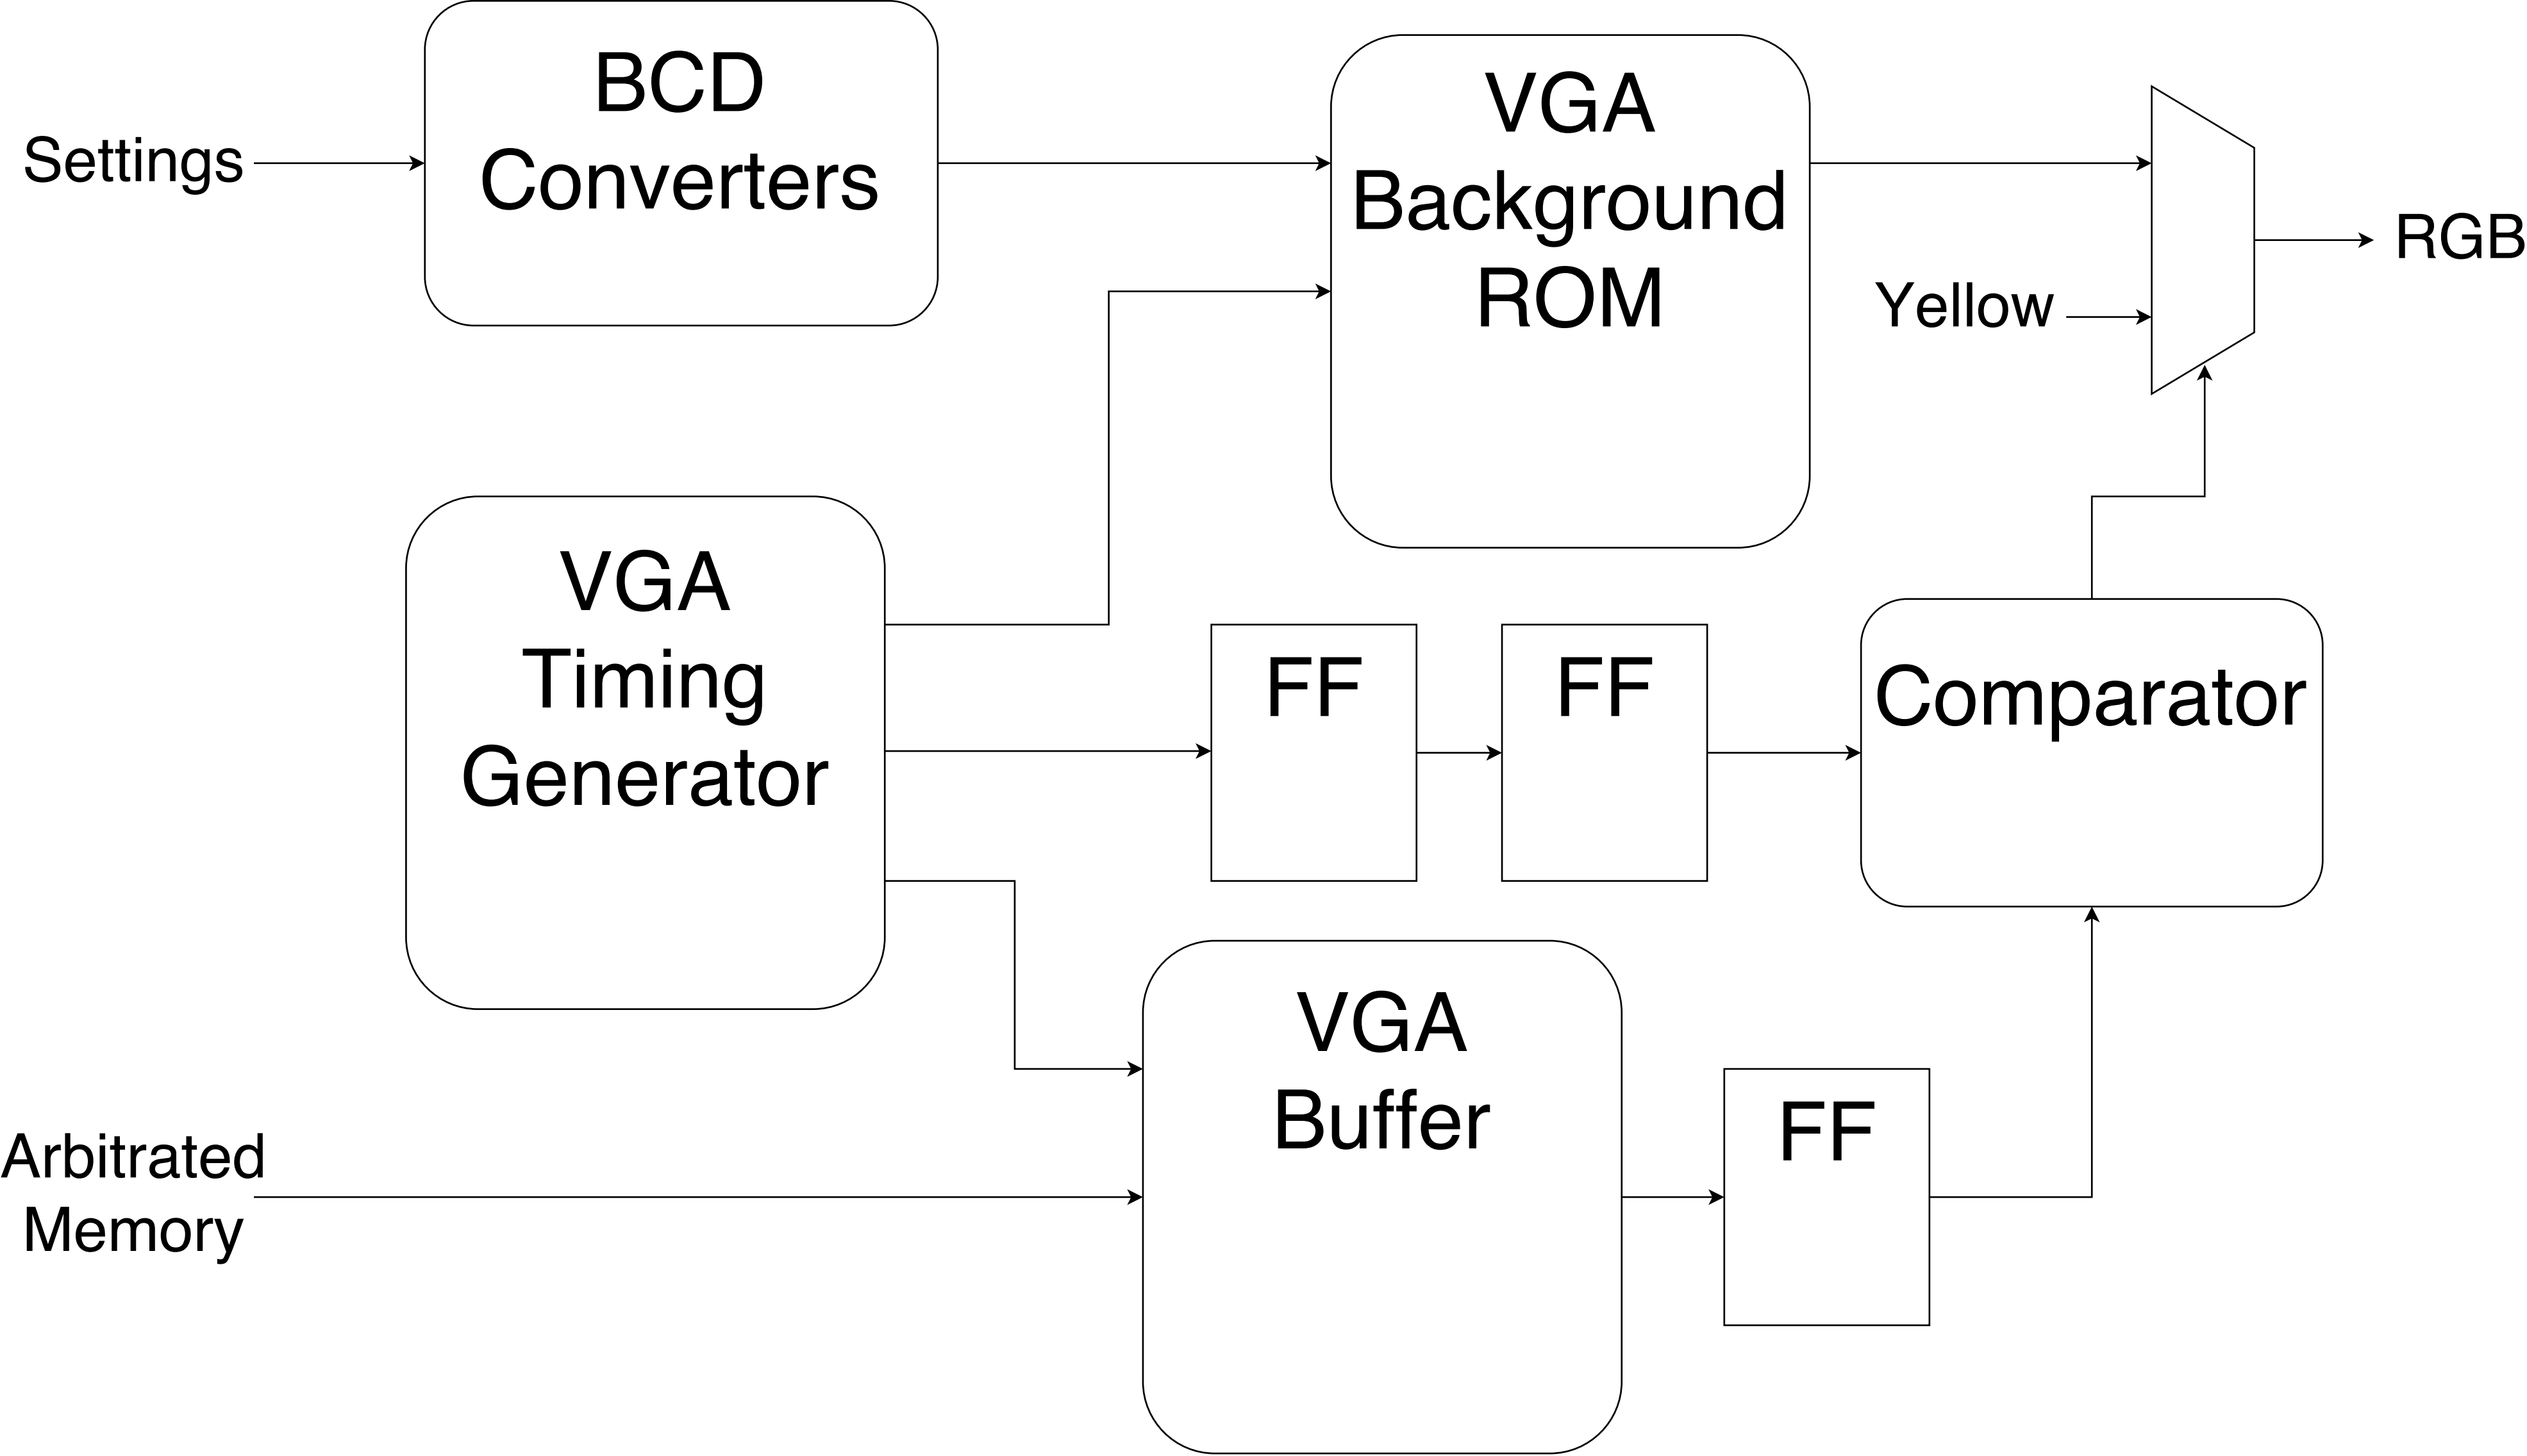 BCD
Converters
Settings
VGA
Background
ROM
Yellow
RGB
VGA
Timing
Generator
FF
FF
Comparator
VGA
Buffer
FF
Arbitrated
Memory